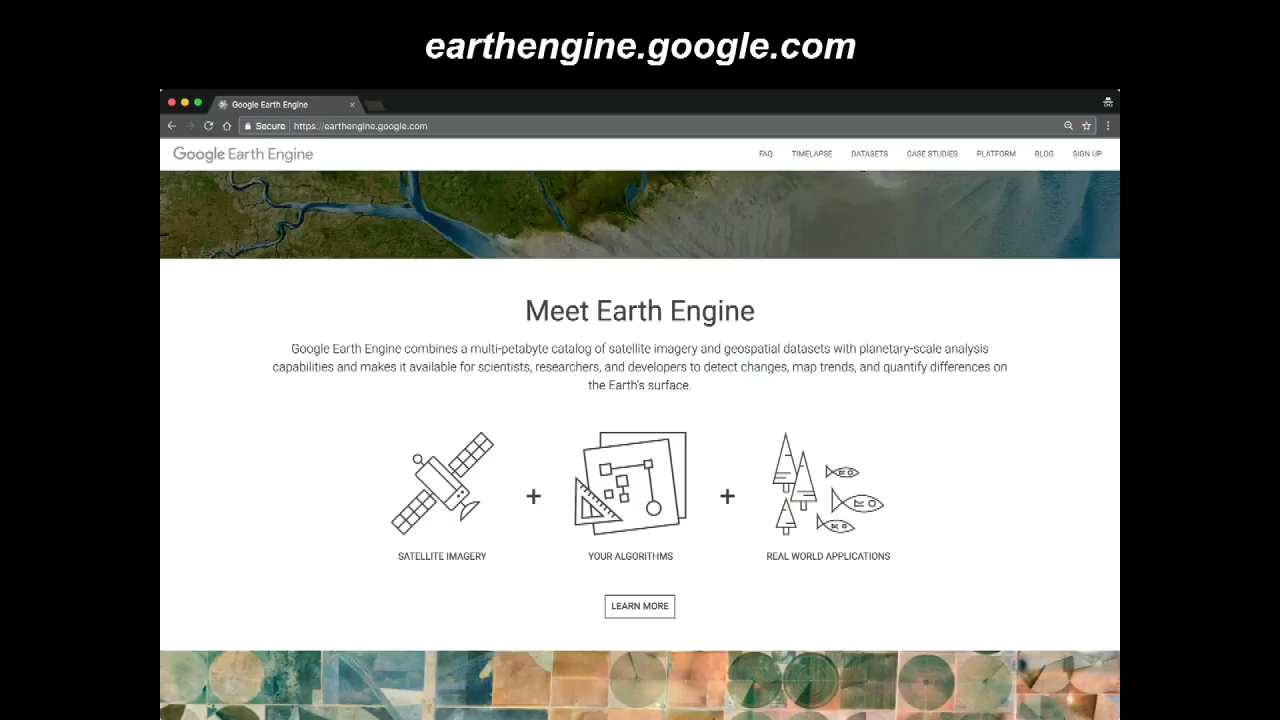 earthengine.google.com
Google Earth Engine
Secure https://earthengine.google.com
Google Earth Engine FAQ TIMELAPSE DATASETS CASE STUDIES PLATFORM BLOG SIGN UP
Meet Earth Engine
Google Earth Engine combines a multi-petabyte catalog of satellite imagery and geospatial datasets with planetary-scale analysis
capabilities and makes it available for scientists, researchers, and developers to detect changes, map trends, and quantify differences on
the Earth's surface.
SATELLITE IMAGERY + YOUR ALGORITHMS + REAL WORLD APPLICATIONS
LEARN MORE